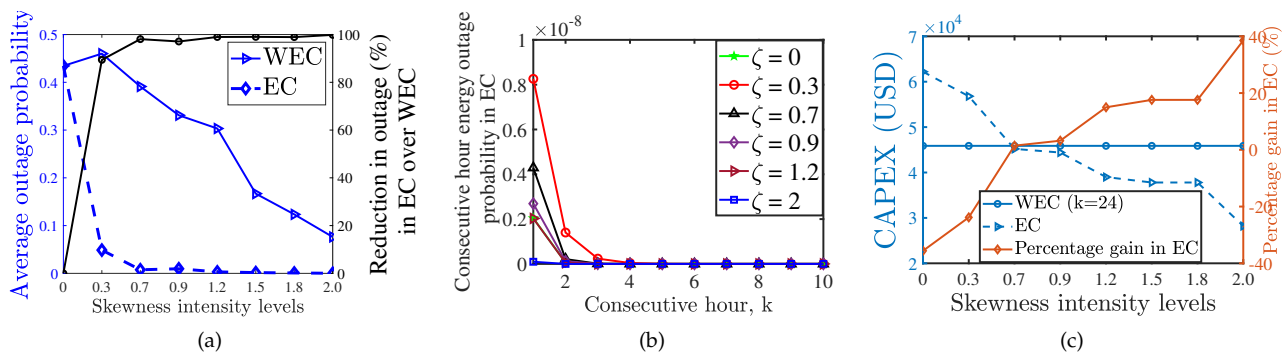 (a)
Average outage probability
0.5
0.4
0.3
0.2
0.1
0
WEC
EC
100
80
60
40
20
0
Reduction in outage (%)
in EC over WEC
0 0.3 0.7 0.9 1.2 1.5 1.8 2.0
Skewness intensity levels
(a)
(b)
×10^-8
Consecutive hour energy outage
probability in EC
1
0.8
0.6
0.4
0.2
0
ζ = 0
ζ = 0.3
ζ = 0.7
ζ = 0.9
ζ = 1.2
ζ = 2
2 4 6 8 10
Consecutive hour, k
(b)
(c)
×10^4
CAPEX (USD)
7
6
5
4
3
2
WEC (k=24)
EC
Percentage gain in EC
40
20
0
-20
-40
Percentage gain in EC (%)
0 0.3 0.7 0.9 1.2 1.5 1.8 2.0
Skewness intensity levels
(c)